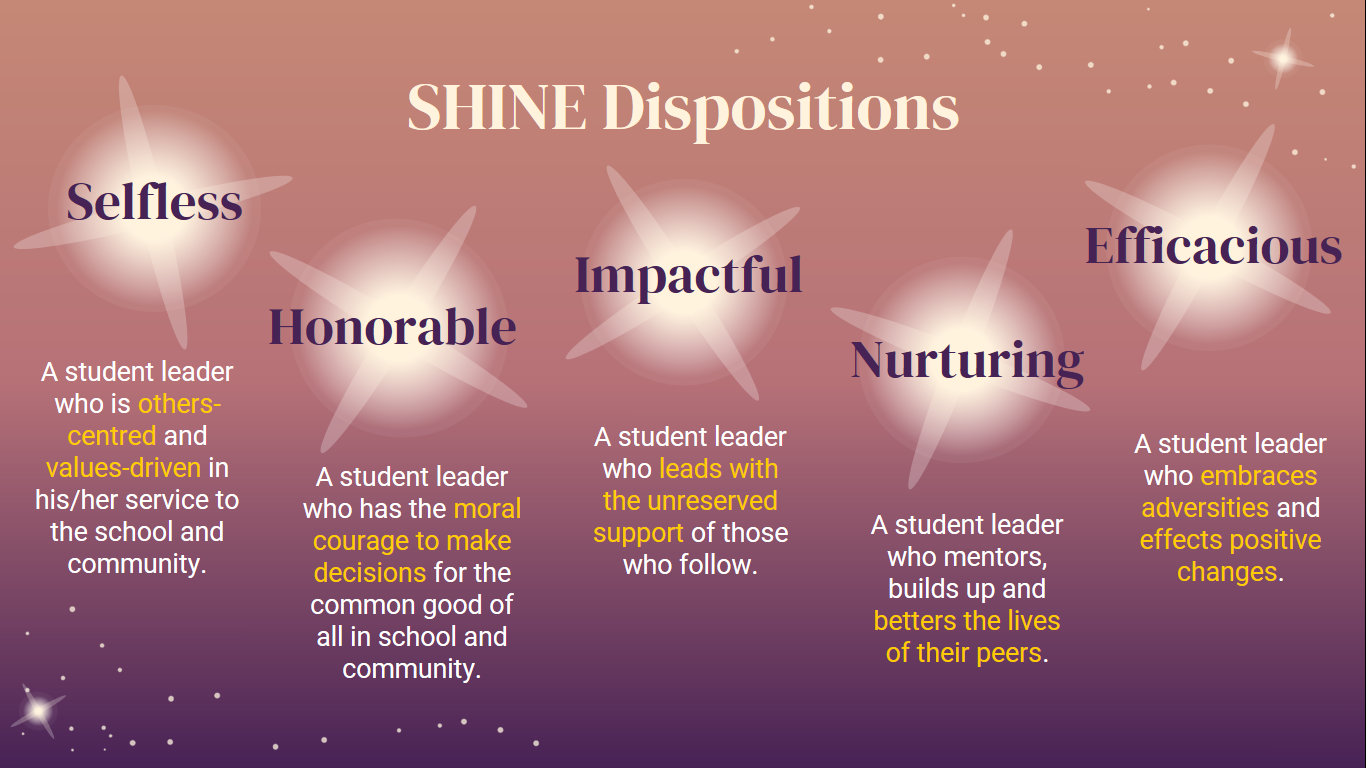 SHINE Dispositions
Selfless
A student leader
who is others-
centred and
values-driven in
his/her service to
the school and
community.
Honorable
A student leader
who has the moral
courage to make
decisions for the
common good of
all in school and
community.
Impactful
A student leader
who leads with
the unreserved
support of those
who follow.
Nurturing
A student leader
who mentors,
builds up and
betters the lives
of their peers.
Efficacious
A student leader
who embraces
adversities and
effects positive
changes.